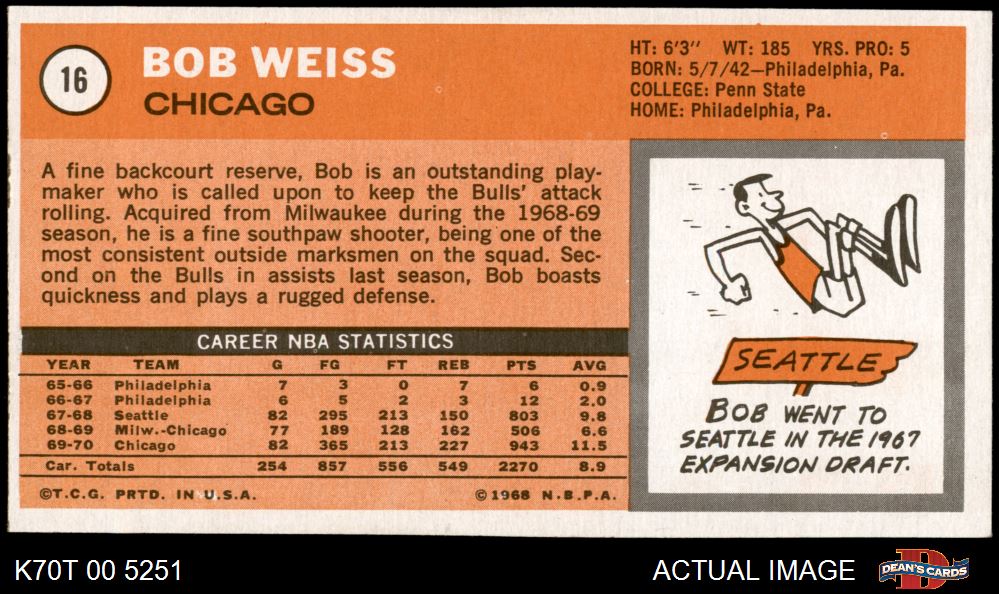 16
BOB WEISS
CHICAGO
HT: 6'3" WT: 185 YRS. PRO: 5
BORN: 5/7/42—Philadelphia, Pa.
COLLEGE: Penn State
HOME: Philadelphia, Pa.
A fine backcourt reserve, Bob is an outstanding play-
maker who is called upon to keep the Bulls' attack
rolling. Acquired from Milwaukee during the 1968-69
season, he is a fine southpaw shooter, being one of the
most consistent outside marksmen on the squad. Sec-
ond on the Bulls in assists last season, Bob boasts
quickness and plays a rugged defense.
CAREER NBA STATISTICS
YEAR TEAM G FG FT REB PTS AVG
65-66 Philadelphia 7 3 0 7 6 0.9
66-67 Philadelphia 6 5 2 3 12 2.0
67-68 Seattle 82 295 213 150 803 9.8
68-69 Milw.-Chicago 77 189 128 162 506 6.6
69-70 Chicago 82 365 213 227 943 11.5
Car. Totals 254 857 556 549 2270 8.9
©T.C.G. PRTD. IN U.S.A. ©1968 N.B.P.A.
SEATTLE
BOB WENT TO
SEATTLE IN THE 1967
EXPANSION DRAFT.
K70T 00 5251
ACTUAL IMAGE
D
DEAN'S CARDS